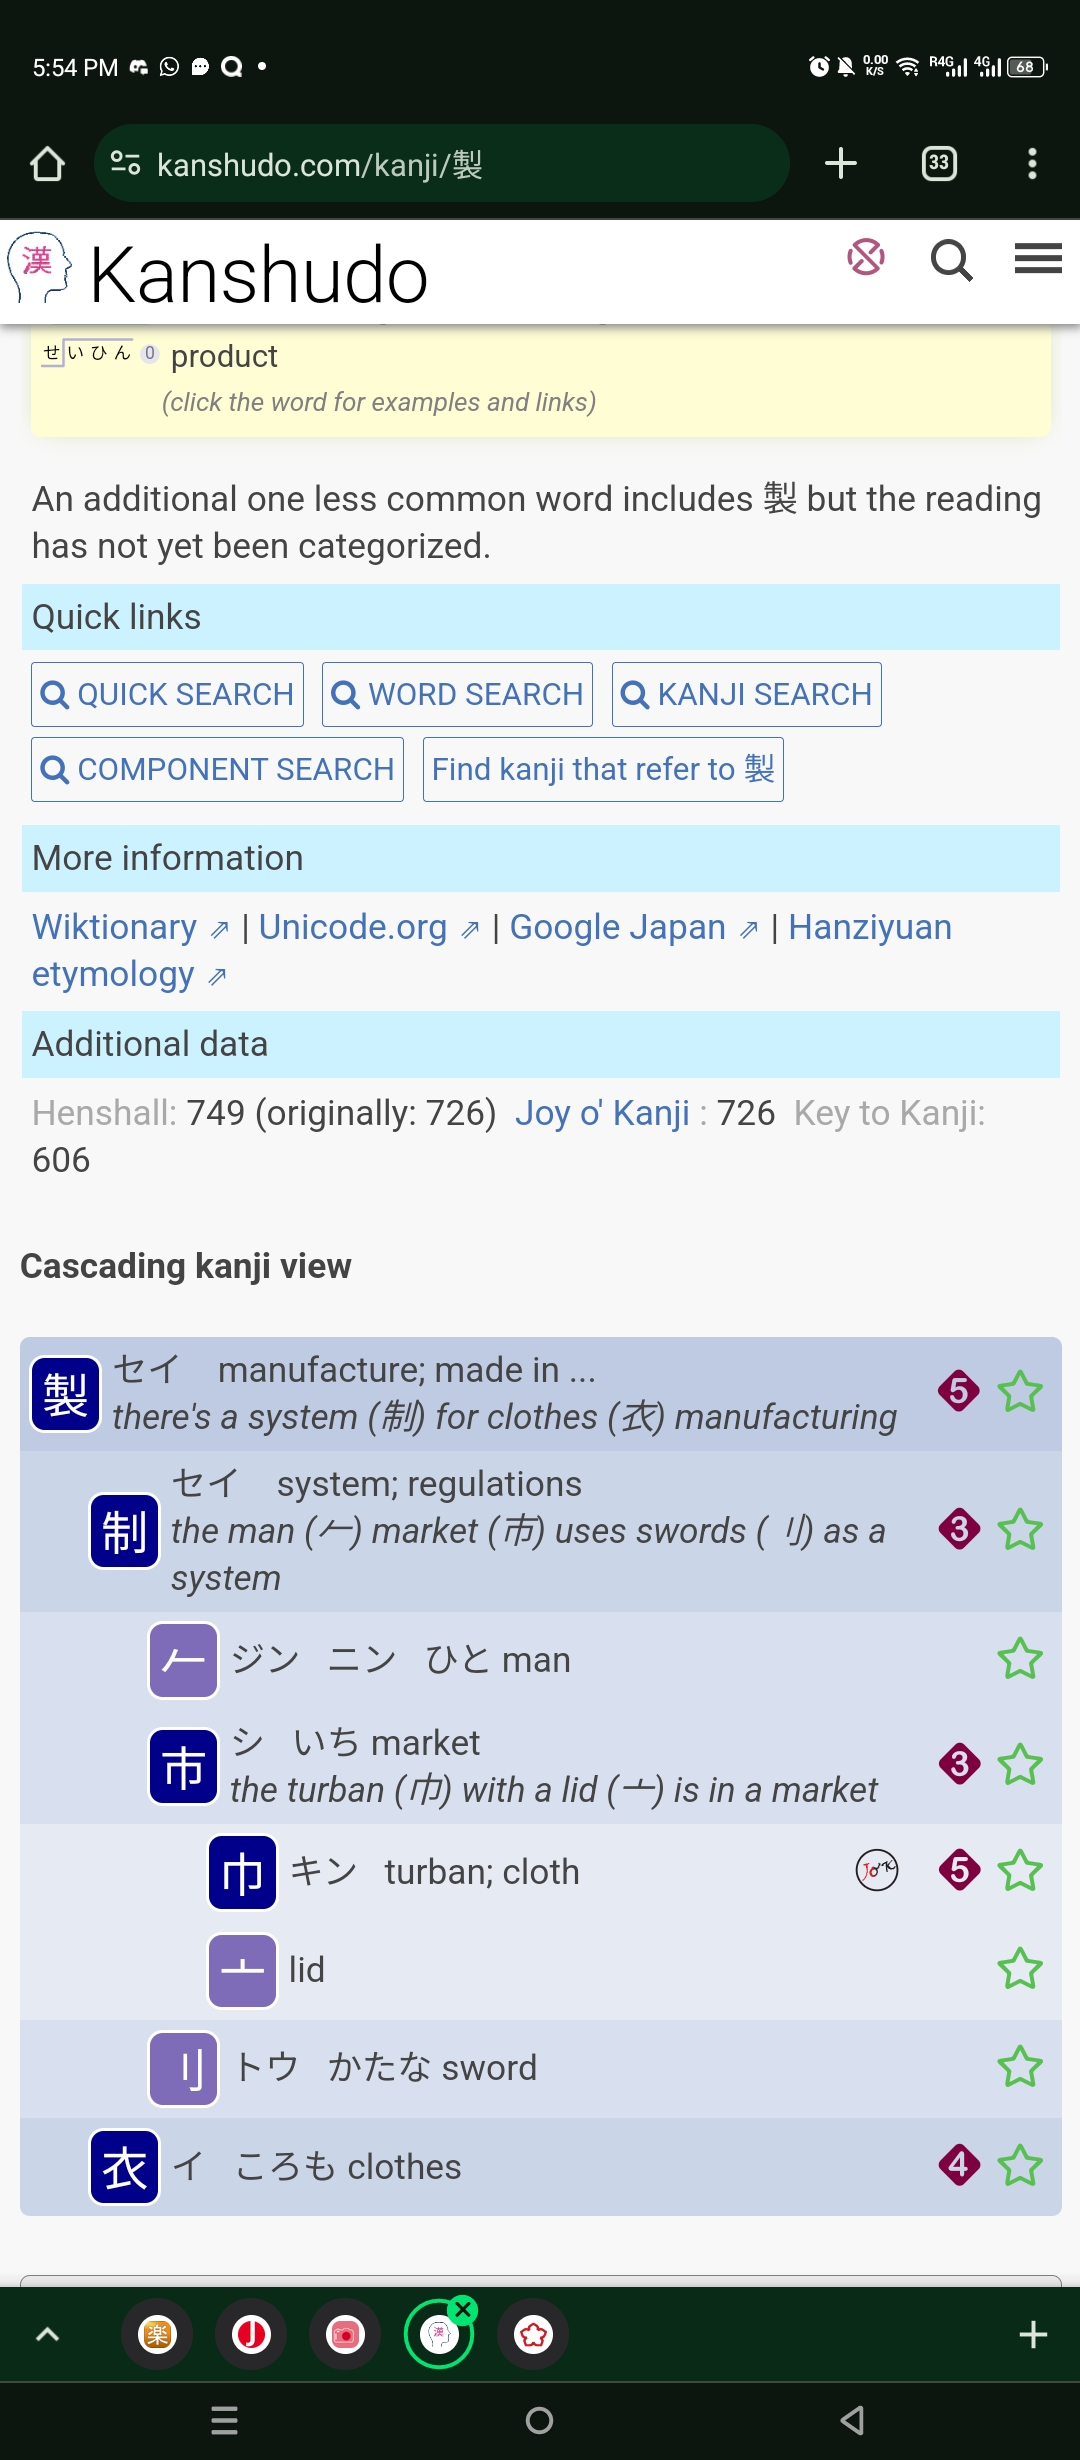 5:54 PM
0.00 K/S R4G 4G 68
kanshudo.com/kanji/製
33
漢 Kanshudo
せいひん 0 product
(click the word for examples and links)
An additional one less common word includes 製 but the reading
has not yet been categorized.
Quick links
QUICK SEARCH WORD SEARCH KANJI SEARCH
COMPONENT SEARCH Find kanji that refer to 製
More information
Wiktionary ⇗ | Unicode.org ⇗ | Google Japan ⇗ | Hanziyuan
etymology ⇗
Additional data
Henshall: 749 (originally: 726) Joy o' Kanji : 726 Key to Kanji:
606
Cascading kanji view
製 セイ manufacture; made in ... 5
there's a system (制) for clothes (衣) manufacturing
制 セイ system; regulations 3
the man (𠂉) market (市) uses swords (刂) as a
system
𠂉 ジン ニン ひと man
市 シ いち market 3
the turban (巾) with a lid (亠) is in a market
巾 キン turban; cloth JO'K 5
亠 lid
刂 トウ かたな sword
衣 イ ころも clothes 4
楽 J 漢